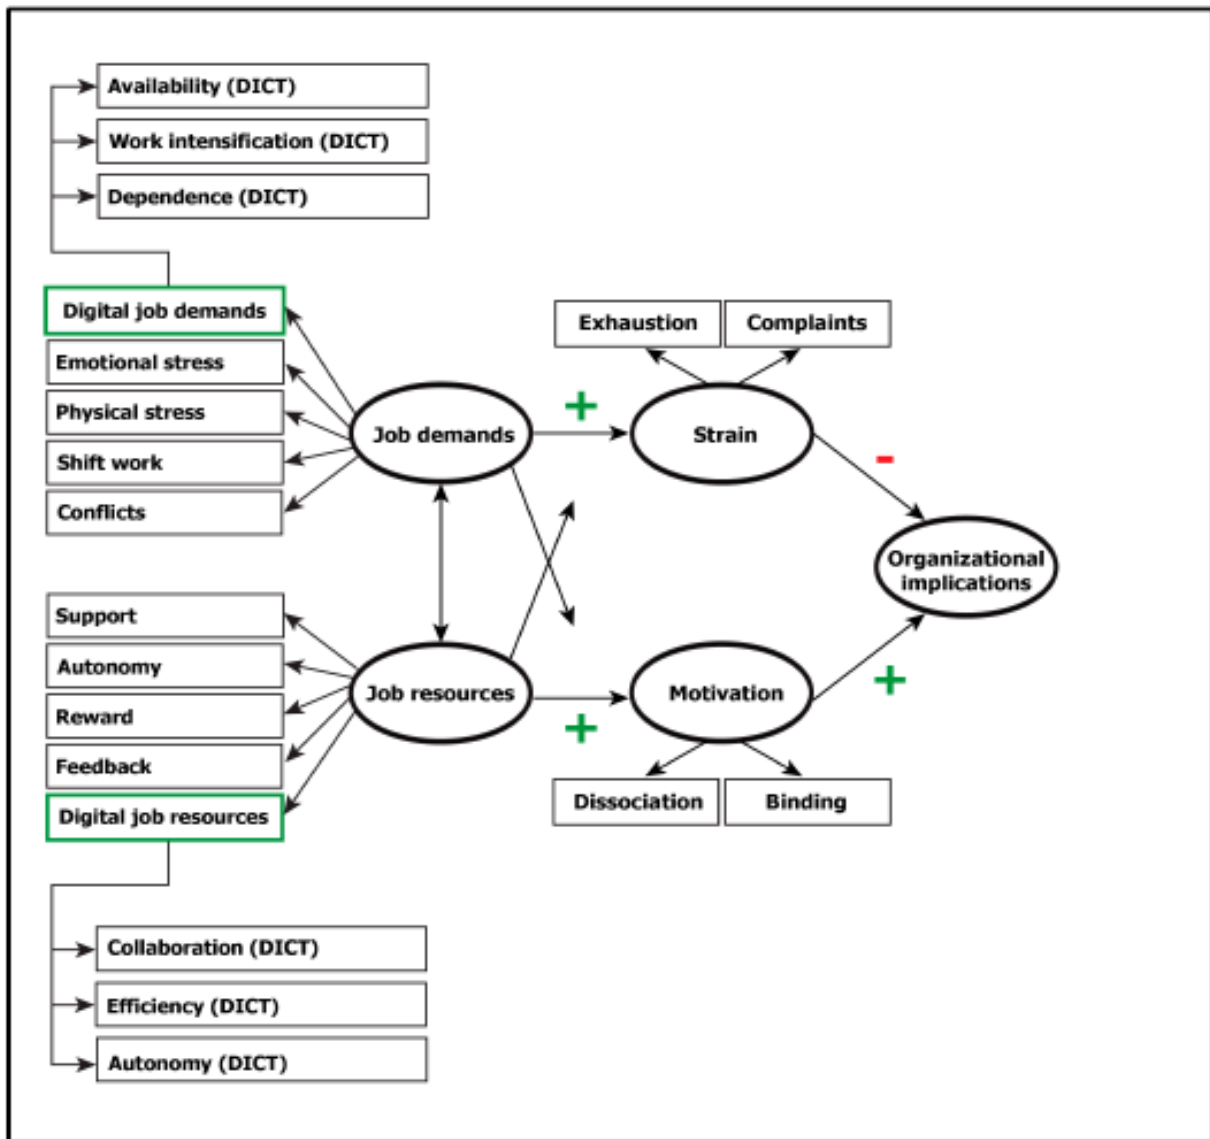 Availability (DICT)
Work intensification (DICT)
Dependence (DICT)
Digital job demands
Emotional stress
Physical stress
Shift work
Conflicts
Exhaustion
Complaints
Job demands
+
Strain
-
Organizational
implications
Support
Autonomy
Reward
Feedback
Digital job resources
Job resources
+
Motivation
+
Dissociation
Binding
Collaboration (DICT)
Efficiency (DICT)
Autonomy (DICT)